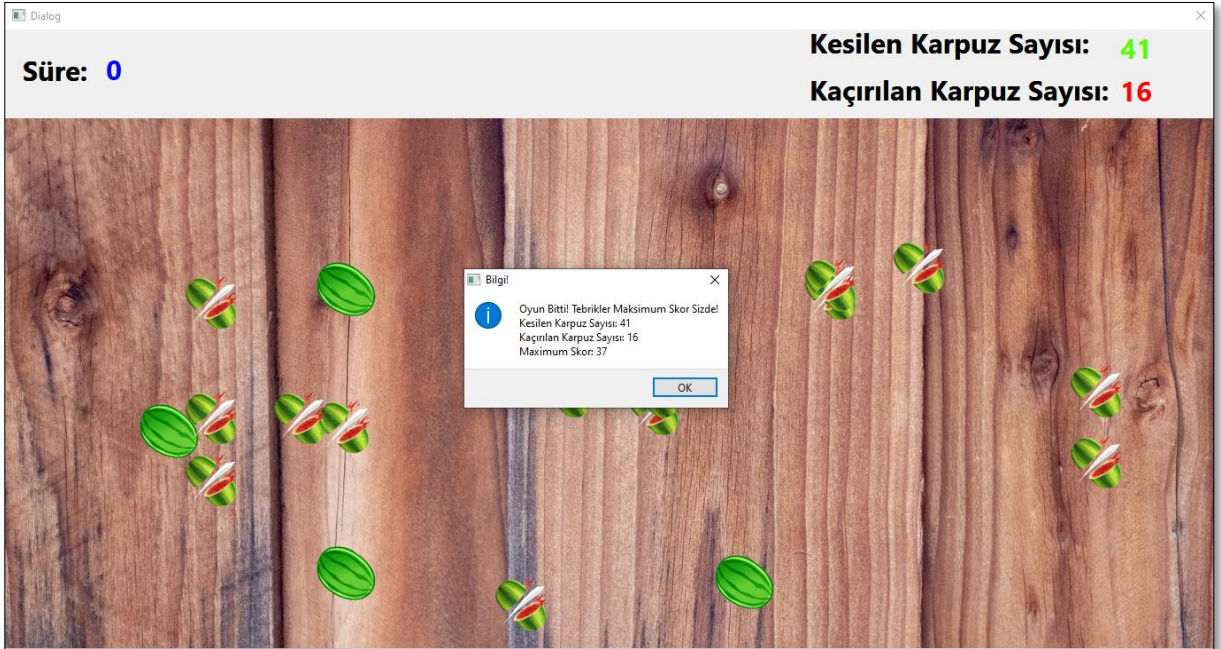 Dialog
Süre: 0
Kesilen Karpuz Sayısı: 41
Kaçırılan Karpuz Sayısı: 16
Bilgi!
Oyun Bitti! Tebrikler Maksimum Skor Sizde!
Kesilen Karpuz Sayısı: 41
Kaçırılan Karpuz Sayısı: 16
Maximum Skor: 37
OK